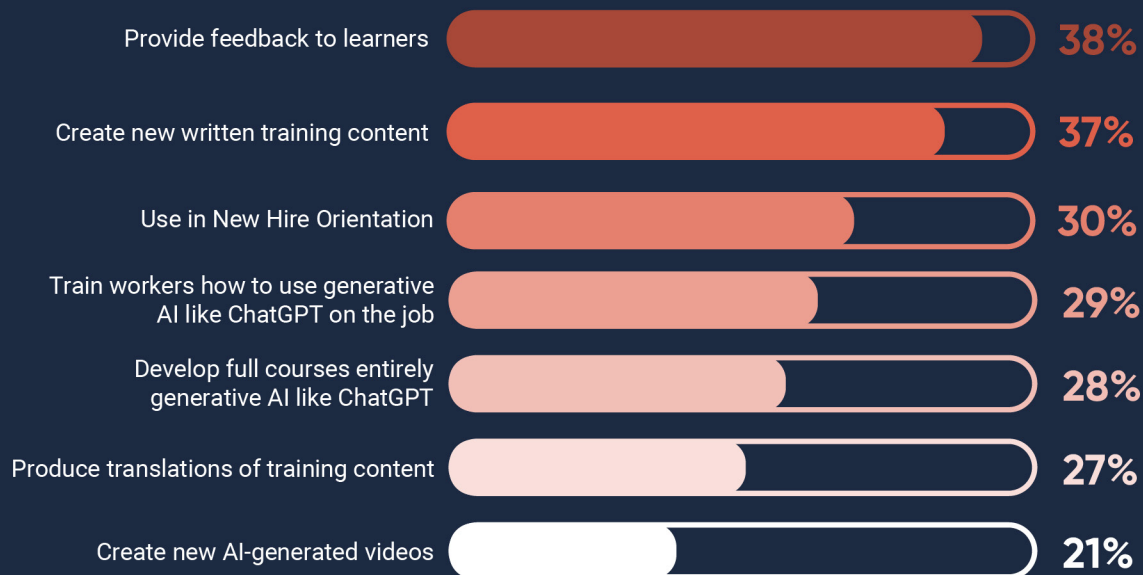 Provide feedback to learners 38%
Create new written training content 37%
Use in New Hire Orientation 30%
Train workers how to use generative
AI like ChatGPT on the job 29%
Develop full courses entirely
generative AI like ChatGPT 28%
Produce translations of training content 27%
Create new AI-generated videos 21%